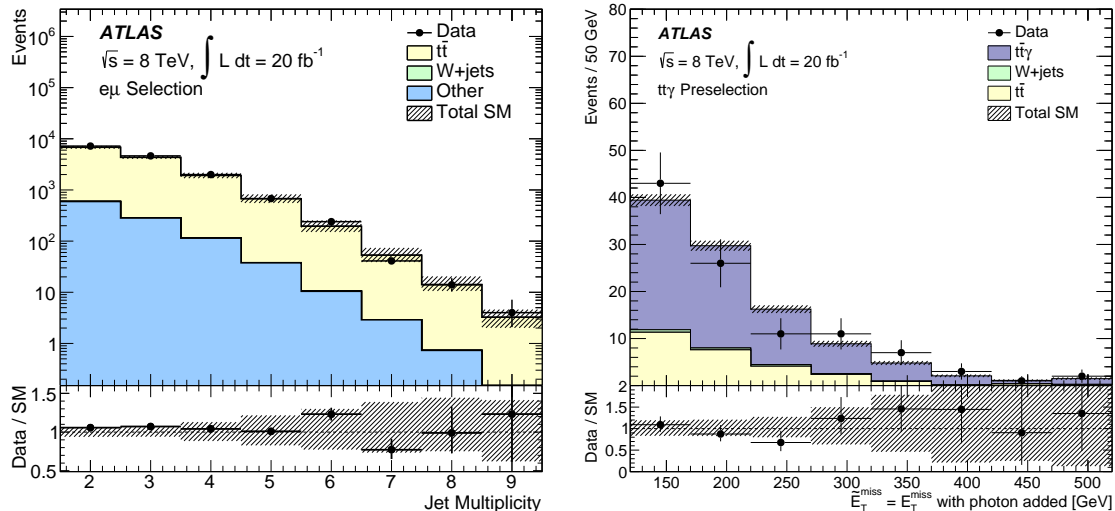 Events
10⁶
10⁵
10⁴
10³
10²
10
1
ATLAS
√s = 8 TeV, ∫ L dt = 20 fb⁻¹
eμ Selection
Data
tt̄
W+jets
Other
Total SM
Data / SM
1.5
1
0.5
2 3 4 5 6 7 8 9
Jet Multiplicity
Events / 50 GeV
80
70
60
50
40
30
20
10
ATLAS
√s = 8 TeV, ∫ L dt = 20 fb⁻¹
ttγ Preselection
Data
tt̄γ
W+jets
tt̄
Total SM
Data / SM
2
1.5
1
0.5
0
150 200 250 300 350 400 450 500
Ẽ_T^miss = E_T^miss with photon added [GeV]